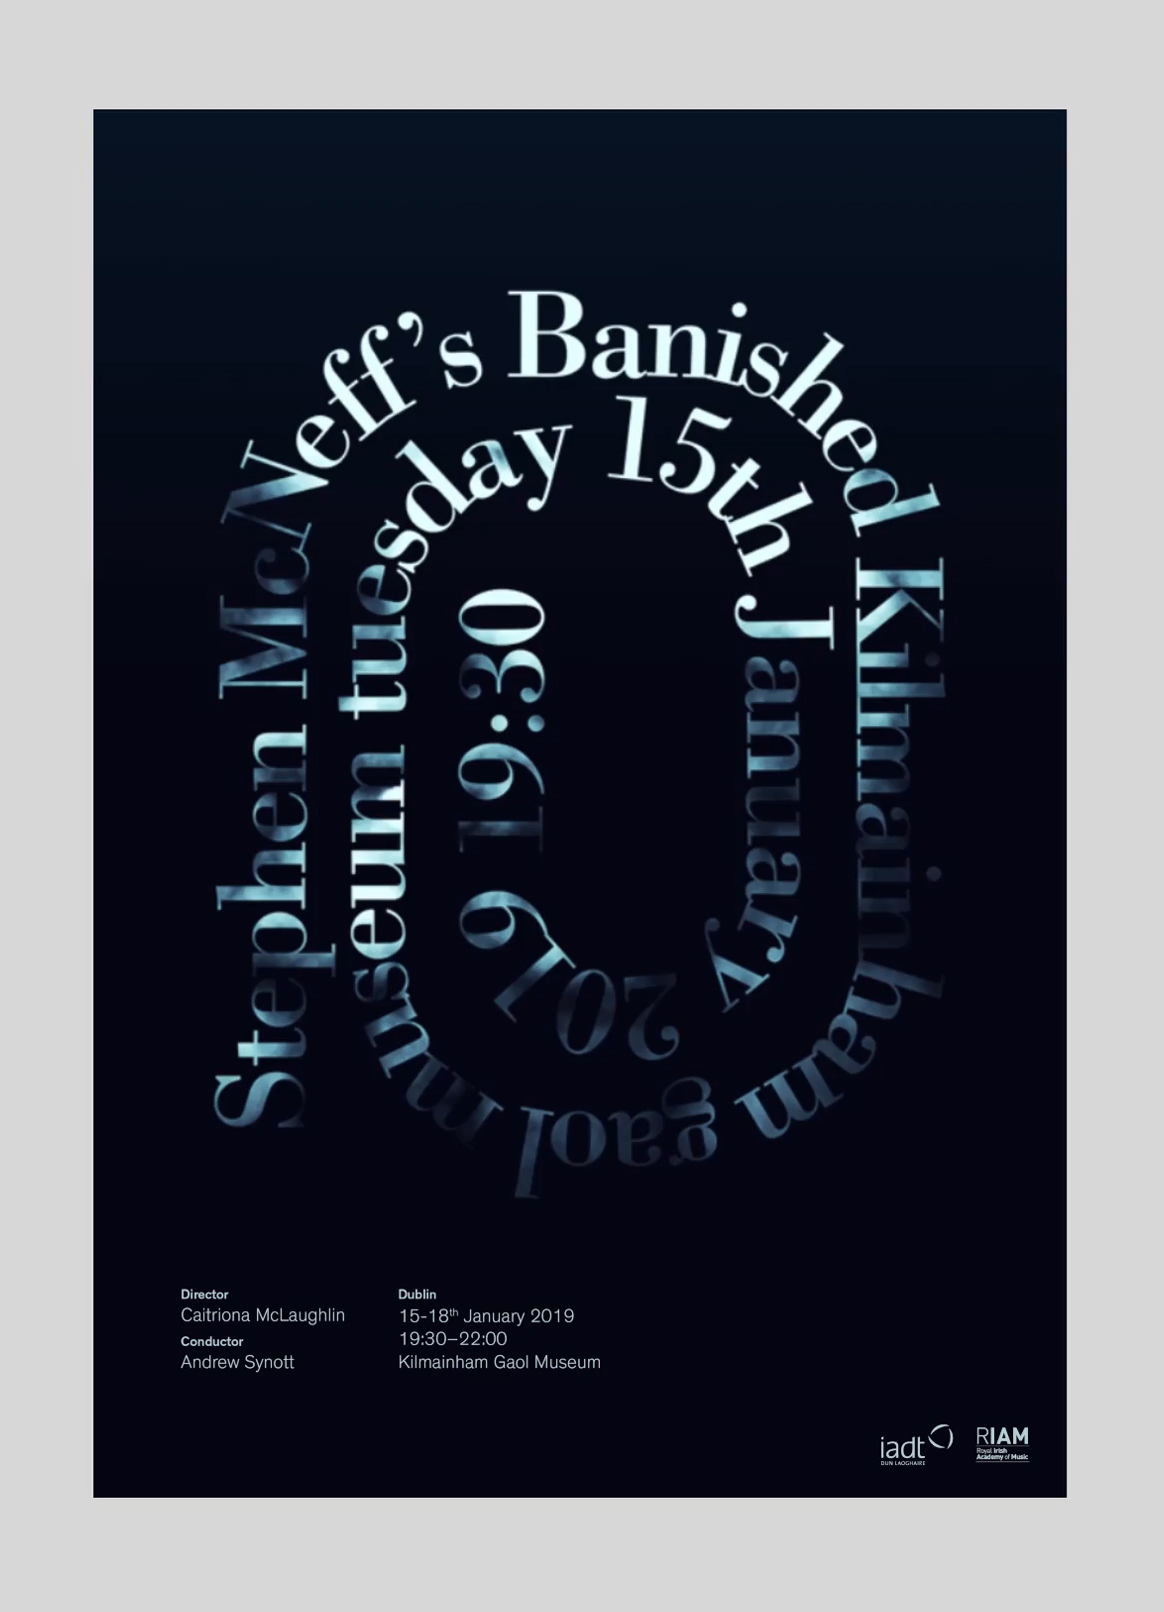 Stephen McNeff's Banished Kilmainham gaol museum tuesday 15th January 2019 19:30
Director
Caitriona McLaughlin
Conductor
Andrew Synott
Dublin
15-18th January 2019
19:30–22:00
Kilmainham Gaol Museum
iadt
DUN LAOGHAIRE
RIAM
Royal Irish
Academy of Music